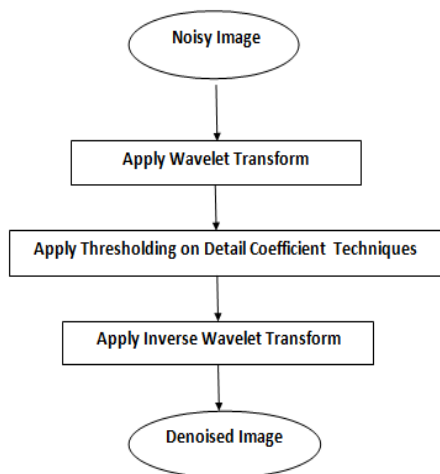 Noisy Image
Apply Wavelet Transform
Apply Thresholding on Detail Coefficient Techniques
Apply Inverse Wavelet Transform
Denoised Image